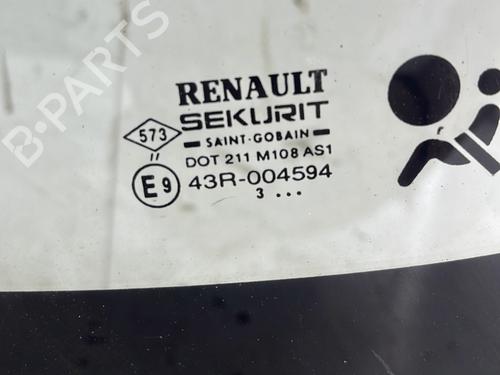 B-PARTS
RENAULT
SEKURIT
573
SAINT-GOBAIN
DOT 211 M108 AS1
E9
43R-004594
3 ...